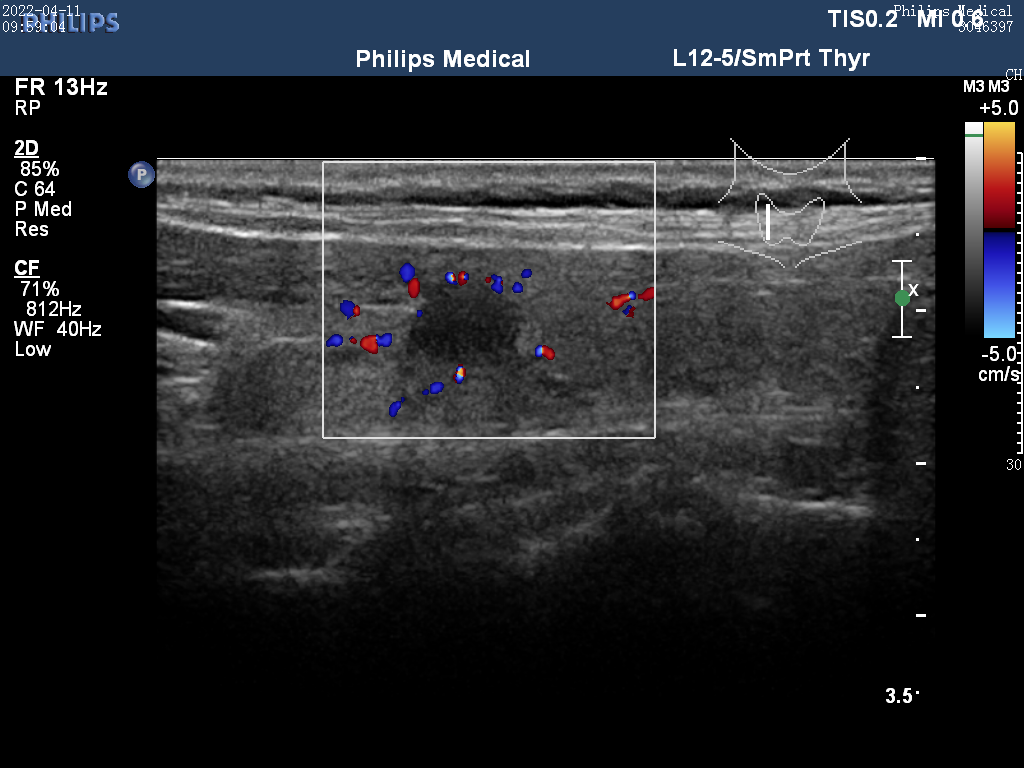 2022-04-11
09:59:04
PHILIPS
TIS0.2 MI 0.6
Philips Medical
3046397
Philips Medical
L12-5/SmPrt Thyr
CH
FR 13Hz
RP
M3 M3
+5.0
2D
85%
C 64
P Med
Res
P
CF
71%
812Hz
WF 40Hz
Low
x
-5.0
cm/s
30
3.5